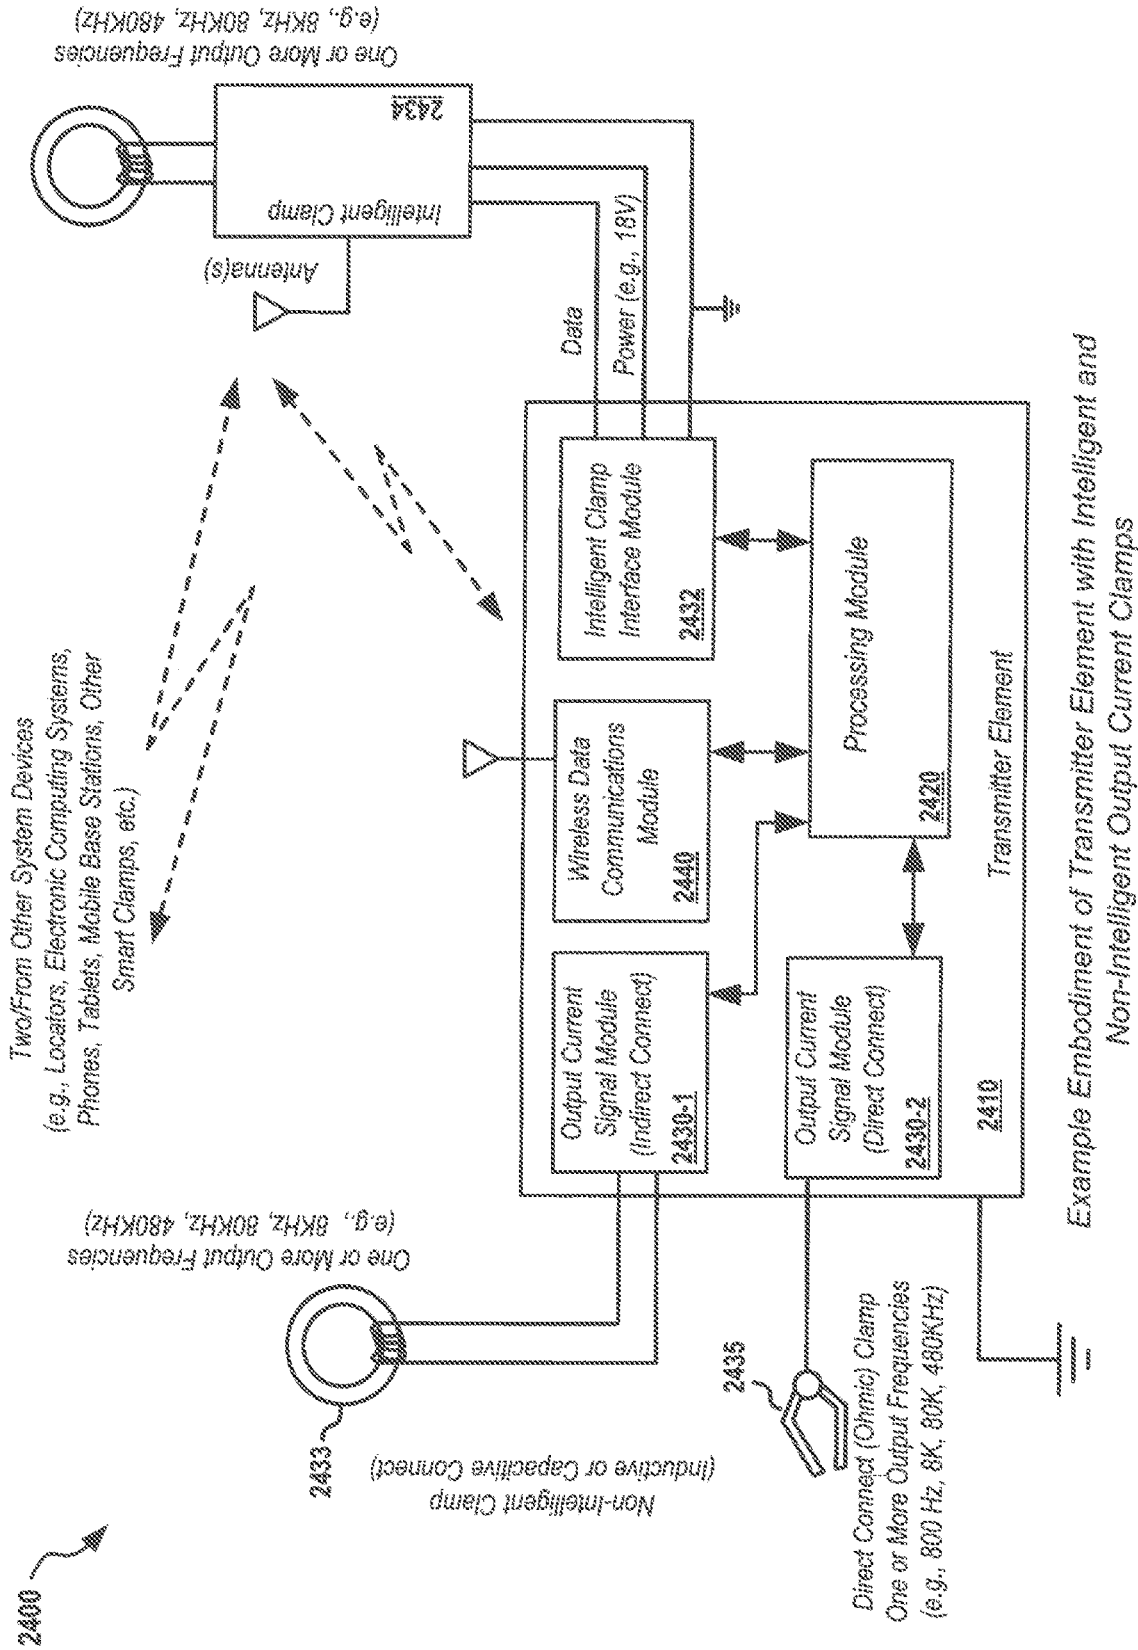 2400
Two/From Other System Devices
(e.g., Locators, Electronic Computing Systems,
Phones, Tablets, Mobile Base Stations, Other
Smart Clamps, etc.)
One or More Output Frequencies
(e.g., 8KHz, 80KHz, 480KHz)
Intelligent Clamp
2434
Antenna(s)
Data
Power (e.g., 18V)
One or More Output Frequencies
(e.g., 8KHz, 80KHz, 480KHz)
2433
Non-Intelligent Clamp
(Inductive or Capacitive Connect)
Output Current
Signal Module
(Indirect Connect)
2430-1
Wireless Data
Communications
Module
2440
Intelligent Clamp
Interface Module
2432
2435
Direct Connect (Ohmic) Clamp
One or More Output Frequencies
(e.g., 800 Hz, 8K, 80K, 480KHz)
Output Current
Signal Module
(Direct Connect)
2430-2
Processing Module
2420
2410
Transmitter Element
Example Embodiment of Transmitter Element with Intelligent and
Non-Intelligent Output Current Clamps